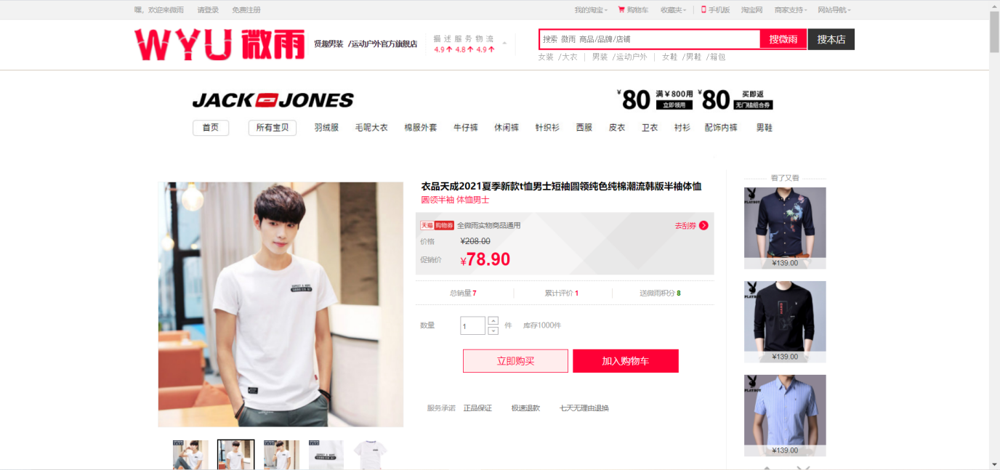 嘿，欢迎来微雨 请登录 免费注册 我的淘宝 购物车 收藏夹 手机版 淘宝网 商家支持 网站导航
WYU 微雨 贤趣男装 /运动户外官方旗舰店
描述服务物流
4.9 4.8 4.9
搜索 微雨 商品/品牌/店铺 搜微雨 搜本店
女装 /大衣 | 男装 /运动户外 | 女鞋 /男鞋 /箱包
JACK JONES
¥80 满¥800用 立即领用 ¥80 买即返 无门槛组合券
首页 所有宝贝 羽绒服 毛呢大衣 棉服外套 牛仔裤 休闲裤 针织衫 西服 皮衣 卫衣 衬衫 配饰内裤 男鞋
衣品天成2021夏季新款t恤男士短袖圆领纯色纯棉潮流韩版半袖体恤
圆领半袖 体恤男士
天猫 购物券 全微雨实物商品通用 去刮券
价格 ¥208.00
促销价 ¥78.90
总销量 7 累计评价 1 送微雨积分 8
数量 1 件 库存1000件
立即购买 加入购物车
服务承诺 正品保证 极速退款 七天无理由退换
看了又看
PLAYBOY
¥139.00
PLAYBOY
¥139.00
PLAYBOY
¥139.00